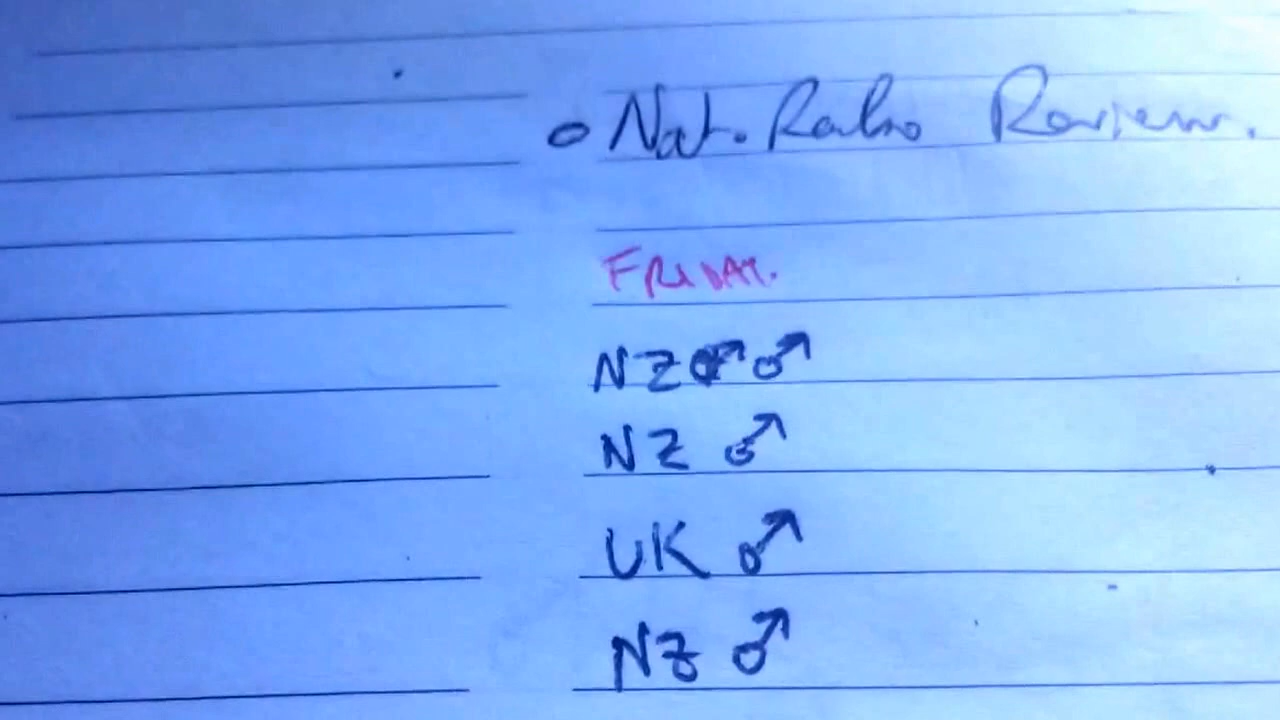 Nat. Radio Review.
FRIDAY.
NZ ♂
NZ ♂
UK ♂
NZ ♂